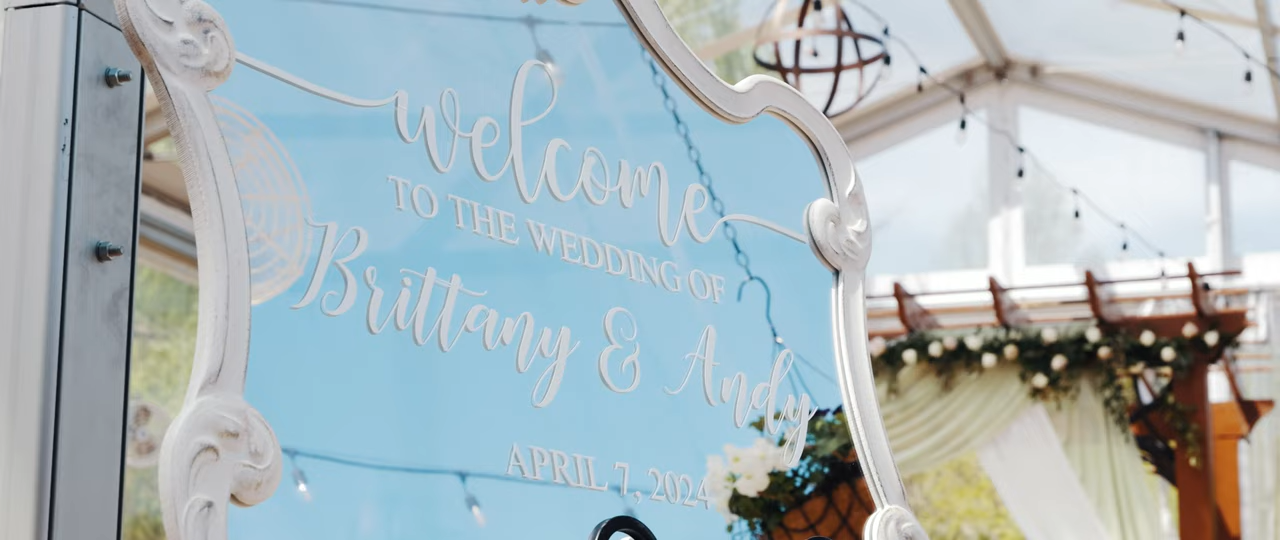 welcome
TO THE WEDDING OF
Brittany & Andy
APRIL 7, 2024